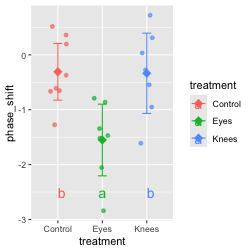 phase_shift
0
-1
-2
-3
b
a
b
Control
Eyes
Knees
treatment
treatment
a Control
a Eyes
a Knees